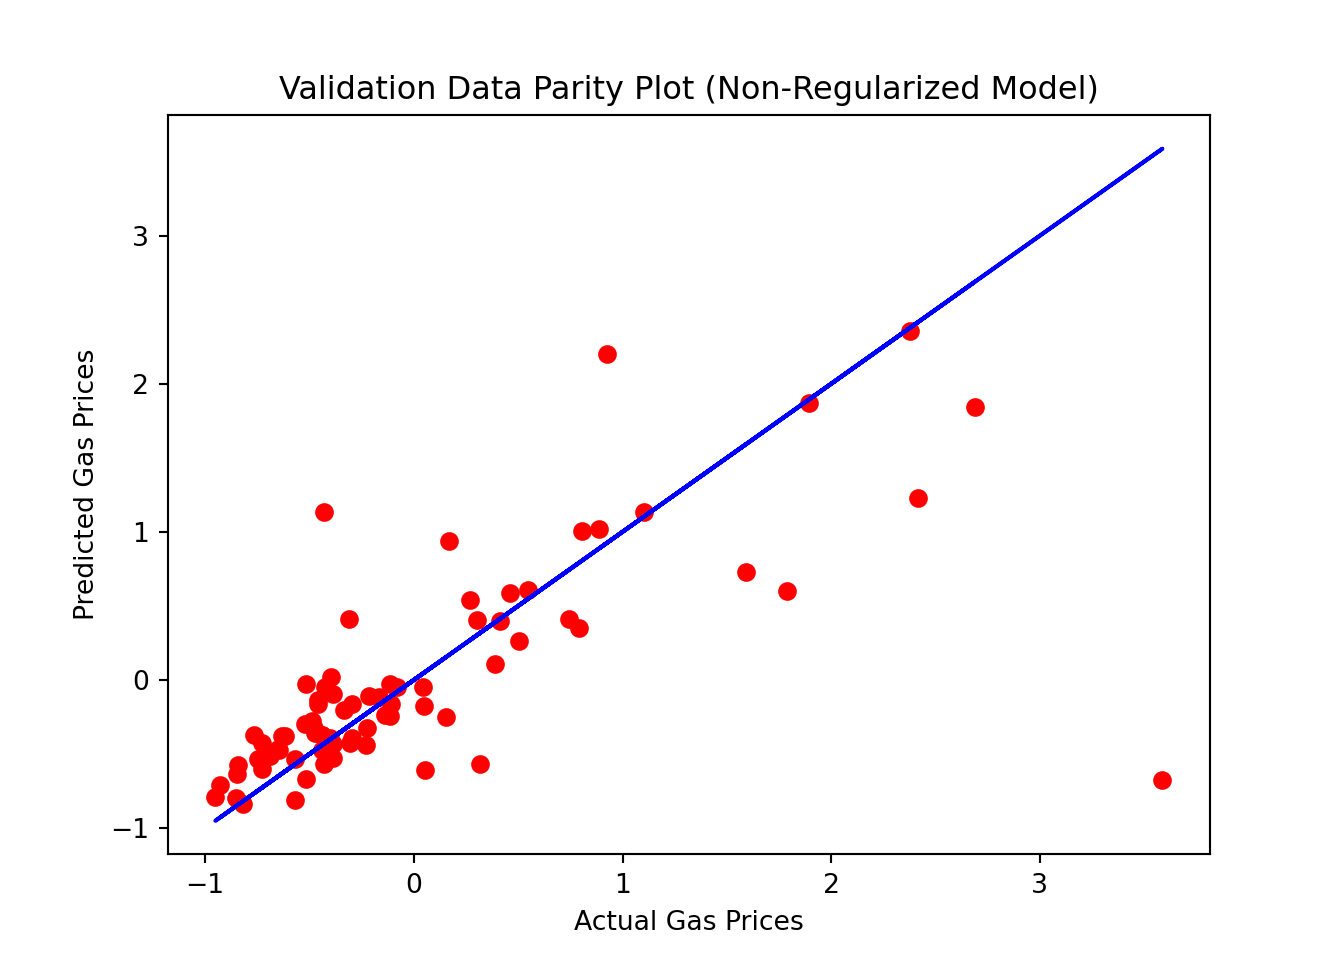 Validation Data Parity Plot (Non-Regularized Model)
Predicted Gas Prices
3
2
1
0
−1
−1 0 1 2 3
Actual Gas Prices